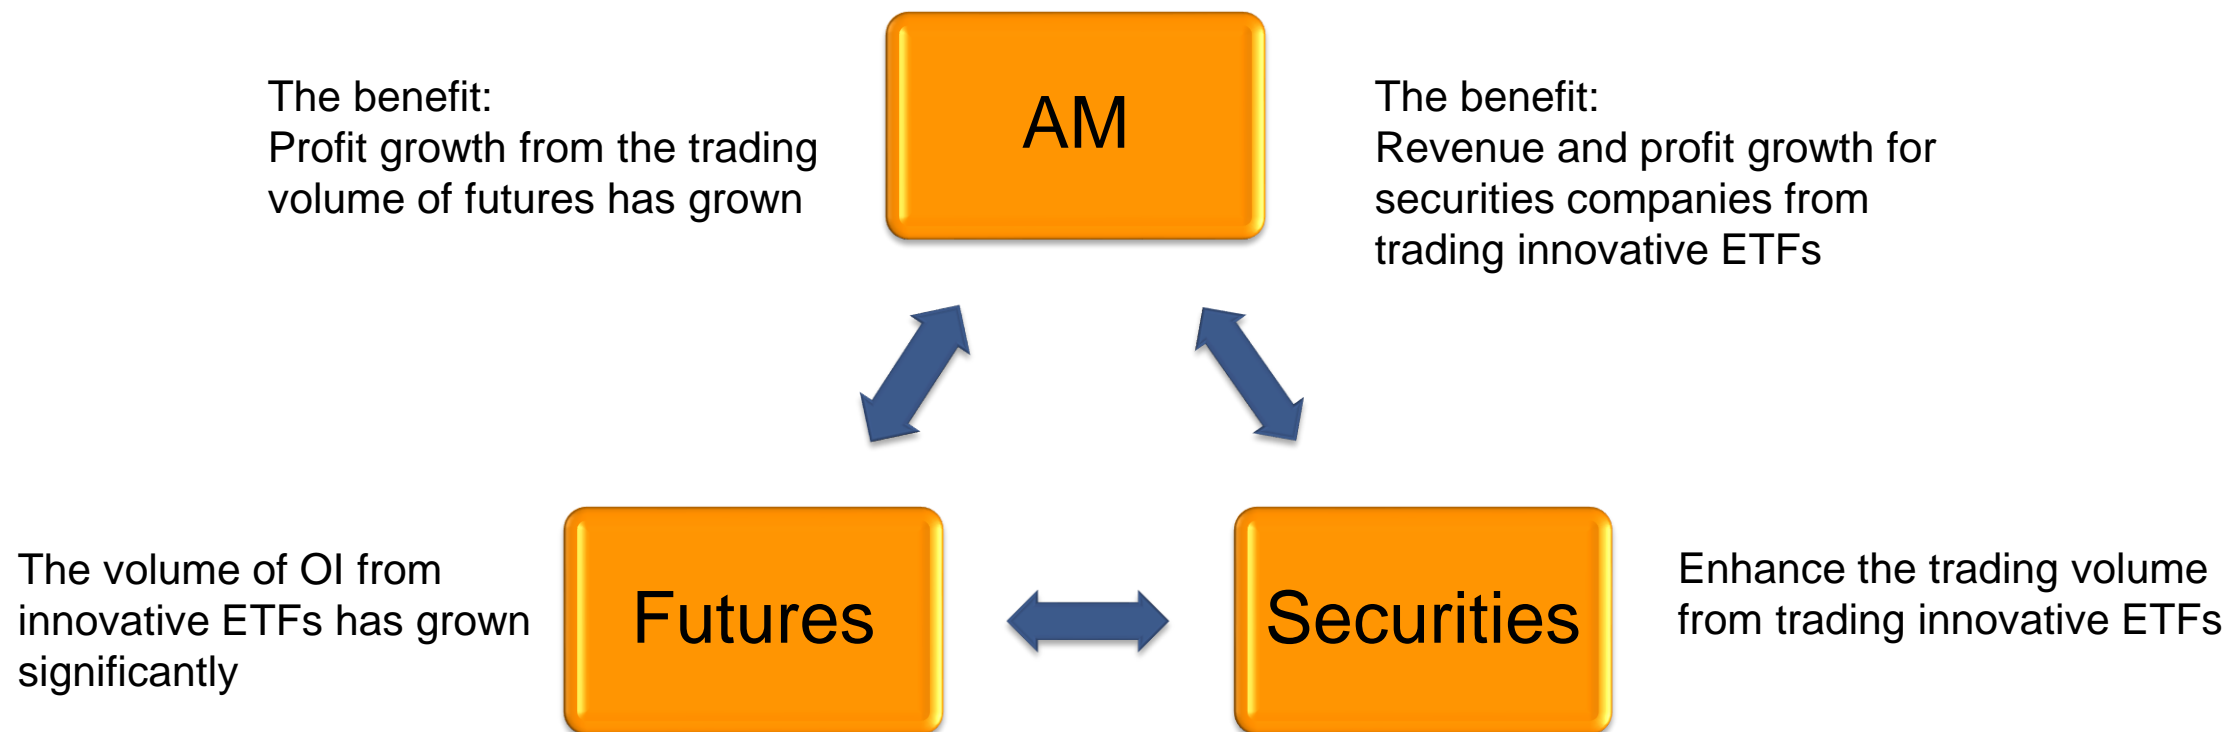 The benefit:
Profit growth from the trading
volume of futures has grown
AM
The benefit:
Revenue and profit growth for
securities companies from
trading innovative ETFs
The volume of OI from
innovative ETFs has grown
significantly
Futures
Securities
Enhance the trading volume
from trading innovative ETFs